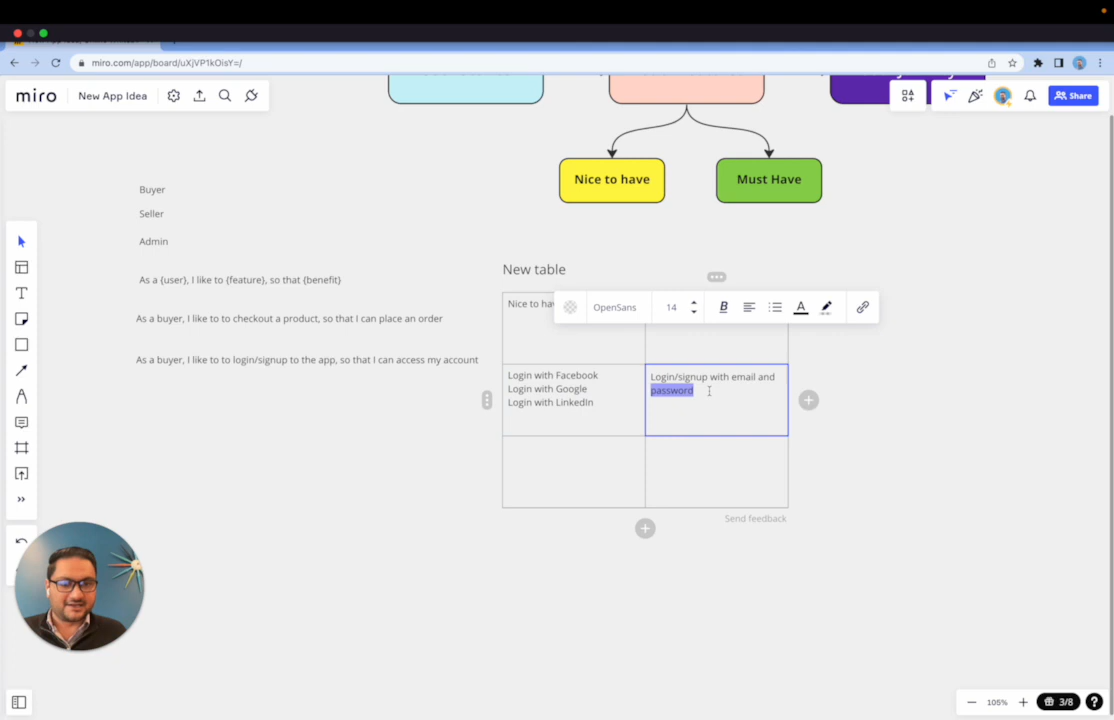 miro.com/app/board/uXjVP1kOisY=/
miro
New App Idea
Share
Nice to have
Must Have
Buyer
Seller
Admin
As a {user}, I like to {feature}, so that {benefit}
As a buyer, I like to to checkout a product, so that I can place an order
As a buyer, I like to to login/signup to the app, so that I can access my account
New table
Nice to hav
OpenSans
14
B
A
Login with Facebook
Login with Google
Login with LinkedIn
Login/signup with email and
password
Send feedback
105%
3/8